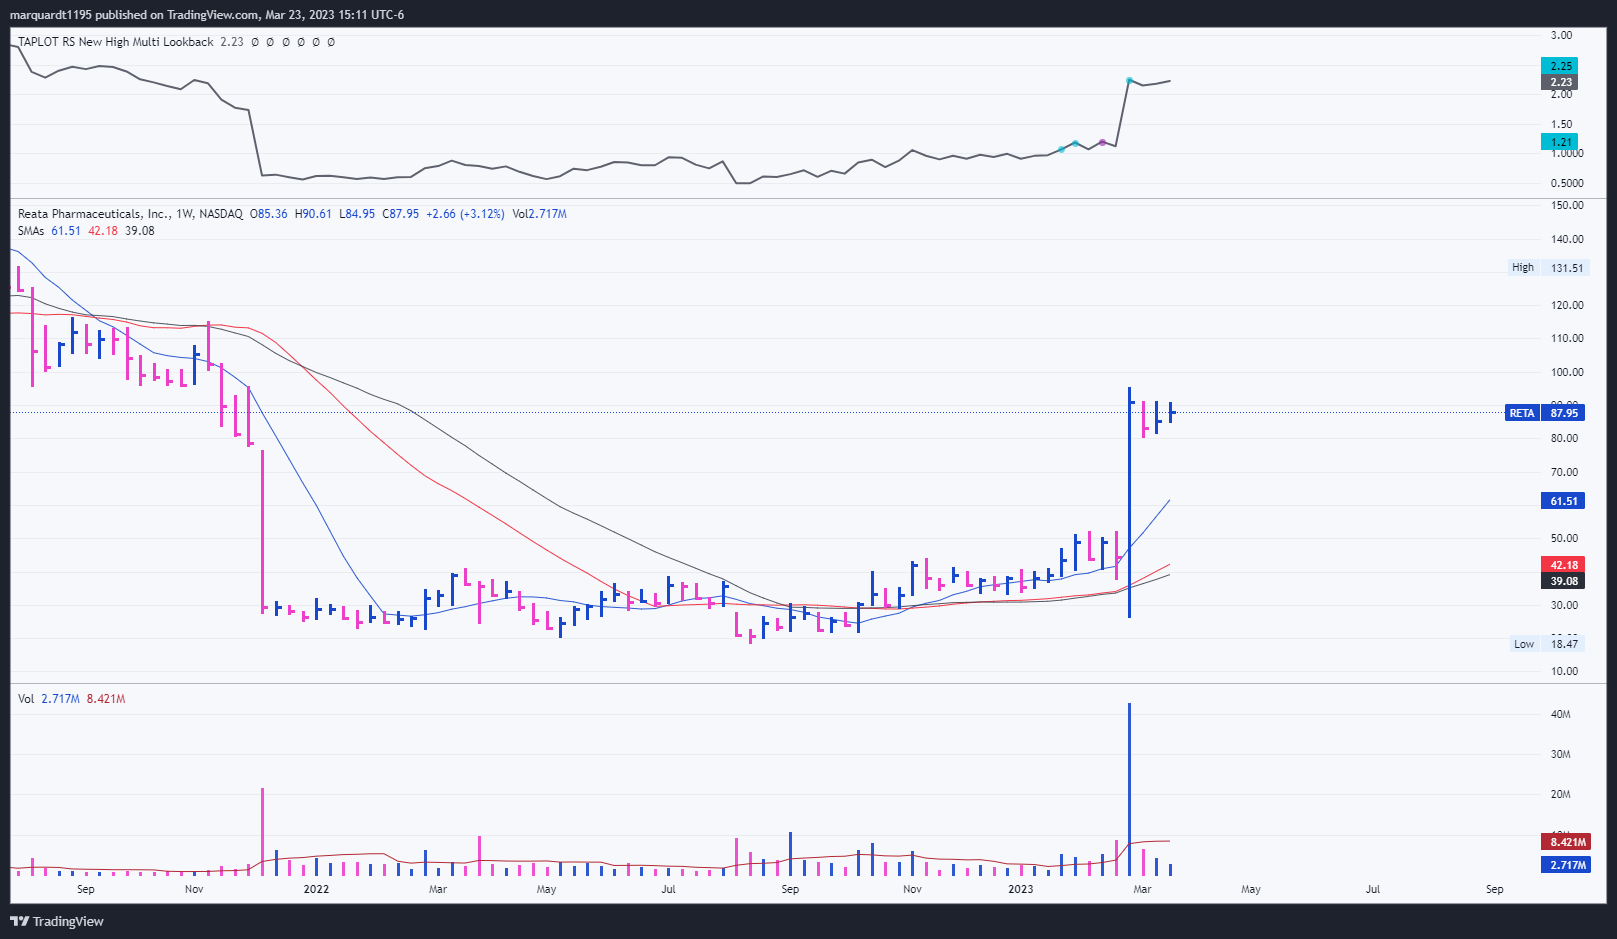 marquardt1195 published on TradingView.com, Mar 23, 2023 15:11 UTC-6
TAPLOT RS New High Multi Lookback 2.23 Ø Ø Ø Ø Ø Ø
3.00
2.25
2.23
2.00
1.50
1.21
1.0000
0.5000
Reata Pharmaceuticals, Inc., 1W, NASDAQ O85.36 H90.61 L84.95 C87.95 +2.66 (+3.12%) Vol2.717M
SMAs 61.51 42.18 39.08
150.00
140.00
High 131.51
120.00
110.00
100.00
RETA 87.95
80.00
70.00
61.51
50.00
42.18
39.08
30.00
Low 18.47
10.00
Vol 2.717M 8.421M
40M
30M
20M
8.421M
2.717M
Sep Nov 2022 Mar May Jul Sep Nov 2023 Mar May Jul Sep
TradingView